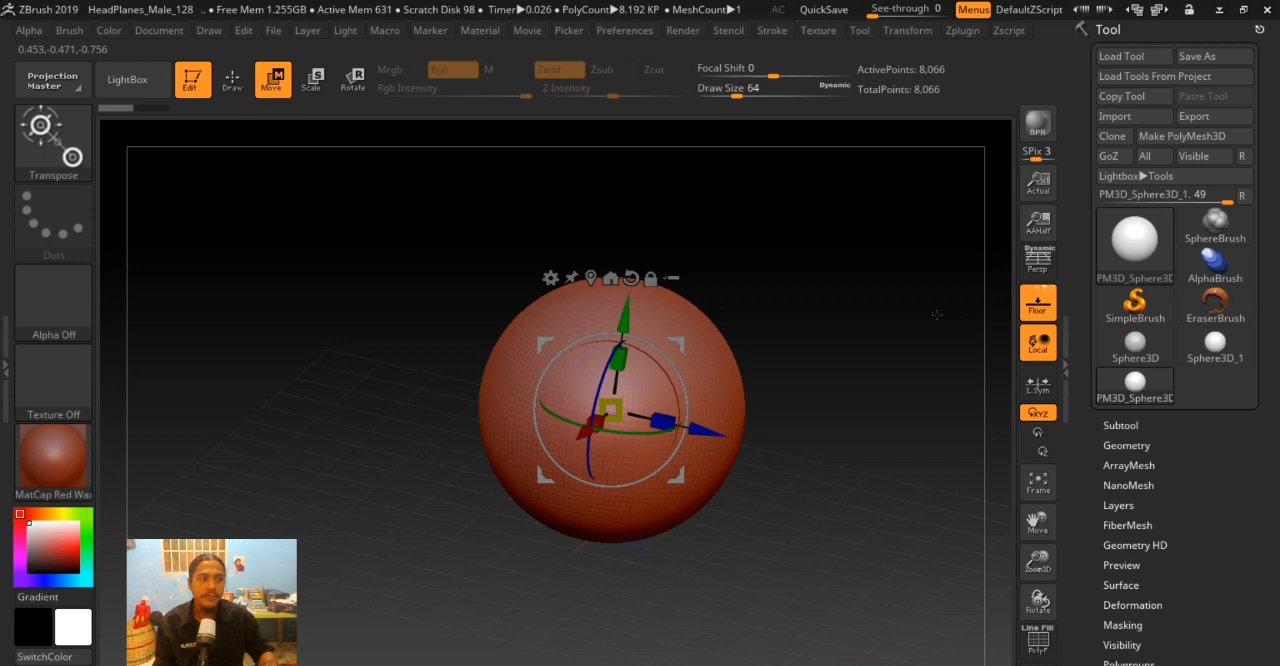 ZBrush 2019 HeadPlanes_Male_128 .. • Free Mem 1.255GB • Active Mem 631 • Scratch Disk 98 • Timer▶0.026 • PolyCount▶8.192 KP • MeshCount▶1 AC QuickSave See-through 0 Menus DefaultZScript
Alpha Brush Color Document Draw Edit File Layer Light Macro Marker Material Movie Picker Preferences Render Stencil Stroke Texture Tool Transform Zplugin Zscript
0.453,-0.471,-0.756
Projection Master
LightBox
Edit
Draw
Move
Scale
Rotate
Mrgb Rgb M
Rgb Intensity
Zadd Zsub Zcut
Z Intensity
Focal Shift 0
Draw Size 64
Dynamic
ActivePoints: 8,066
TotalPoints: 8,066
Transpose
Dots
Alpha Off
Texture Off
MatCap Red Wax
Gradient
SwitchColor
BPR
SPix 3
Actual
AAHalf
Dynamic
Persp
Floor
Local
L.Sym
XYZ
Frame
Move
Zoom3D
Rotate
Line Fill
PolyF
Tool
Load Tool Save As
Load Tools From Project
Copy Tool Paste Tool
Import Export
Clone Make PolyMesh3D
GoZ All Visible R
Lightbox▶Tools
PM3D_Sphere3D_1. 49 R
PM3D_Sphere3D
SphereBrush
AlphaBrush
SimpleBrush
EraserBrush
Sphere3D
Sphere3D_1
PM3D_Sphere3D
Subtool
Geometry
ArrayMesh
NanoMesh
Layers
FiberMesh
Geometry HD
Preview
Surface
Deformation
Masking
Visibility
Polygroups